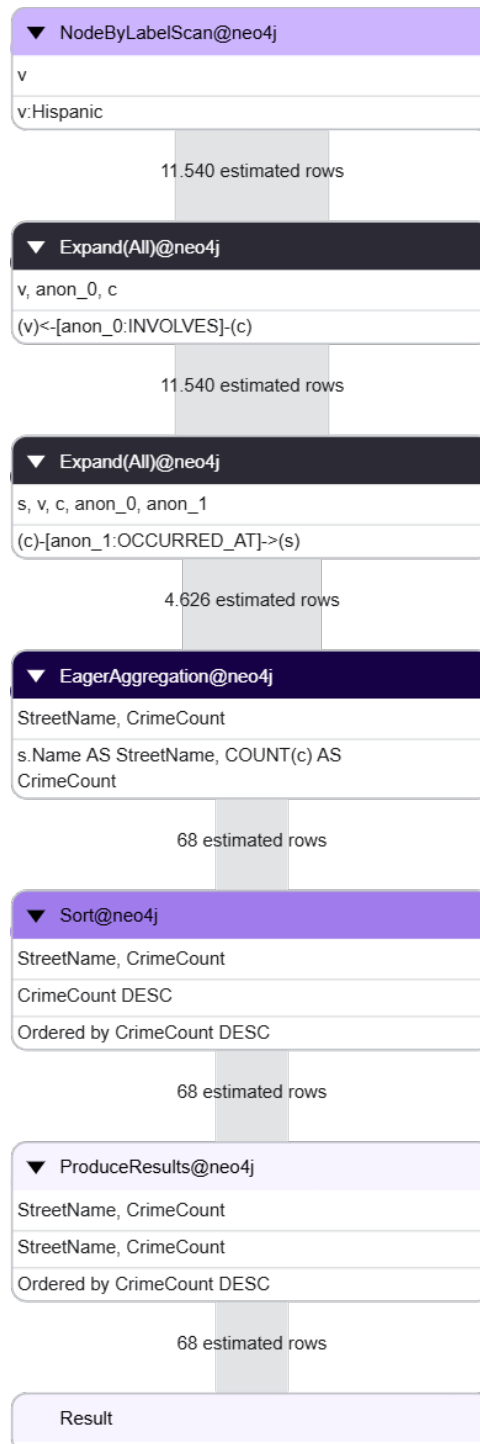 NodeByLabelScan@neo4j
v
v:Hispanic
11.540 estimated rows
Expand(All)@neo4j
v, anon_0, c
(v)<-[anon_0:INVOLVES]-(c)
11.540 estimated rows
Expand(All)@neo4j
s, v, c, anon_0, anon_1
(c)-[anon_1:OCCURRED_AT]->(s)
4.626 estimated rows
EagerAggregation@neo4j
StreetName, CrimeCount
s.Name AS StreetName, COUNT(c) AS
CrimeCount
68 estimated rows
Sort@neo4j
StreetName, CrimeCount
CrimeCount DESC
Ordered by CrimeCount DESC
68 estimated rows
ProduceResults@neo4j
StreetName, CrimeCount
StreetName, CrimeCount
Ordered by CrimeCount DESC
68 estimated rows
Result